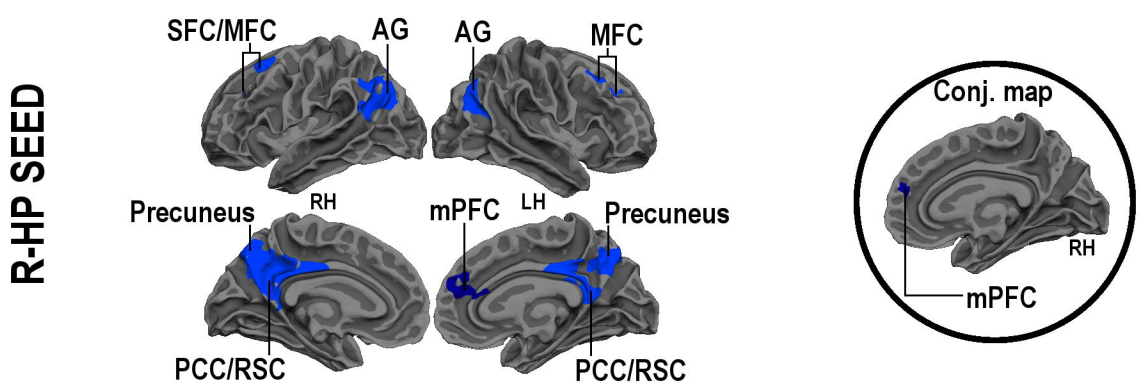 R-HP SEED
SFC/MFC
AG
AG
MFC
Conj. map
Precuneus
RH
mPFC
LH
Precuneus
RH
mPFC
PCC/RSC
PCC/RSC